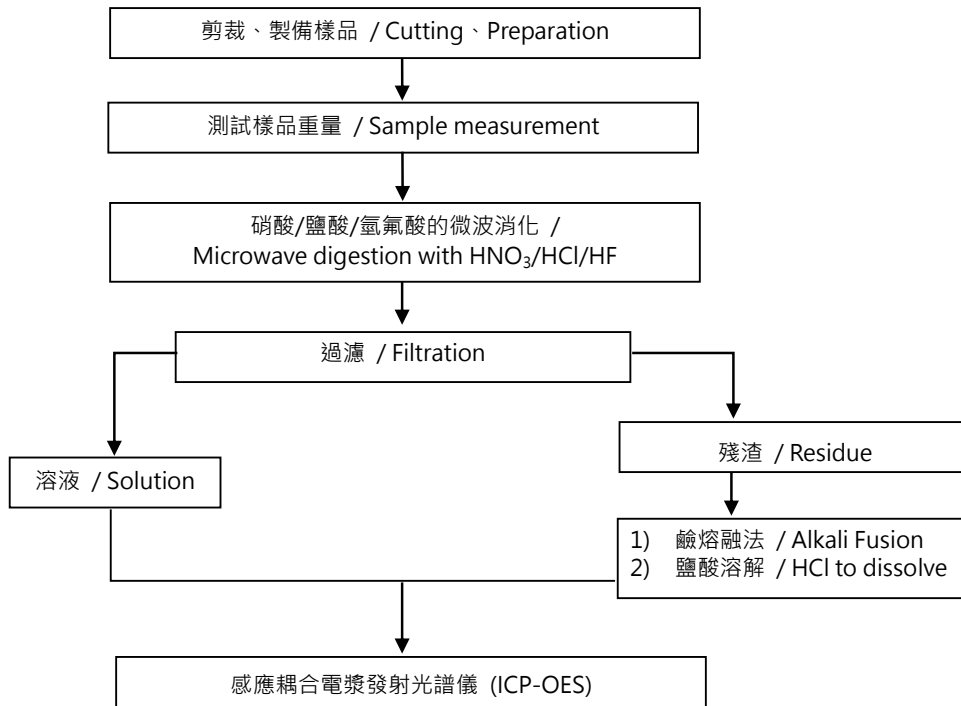 剪裁、製備樣品 / Cutting、Preparation
測試樣品重量 / Sample measurement
硝酸/鹽酸/氫氟酸的微波消化 /
Microwave digestion with HNO₃/HCl/HF
過濾 / Filtration
溶液 / Solution
殘渣 / Residue
1) 鹼熔融法 / Alkali Fusion
2) 鹽酸溶解 / HCl to dissolve
感應耦合電漿發射光譜儀 (ICP-OES)